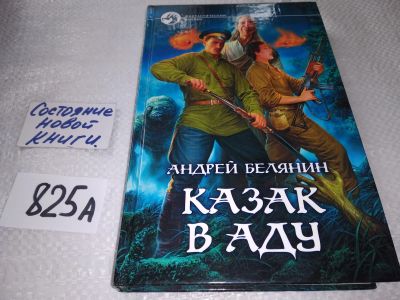 Состояние
новой
книги.
825А
АНДРЕЙ БЕЛЯНИН
КАЗАК
В АДУ